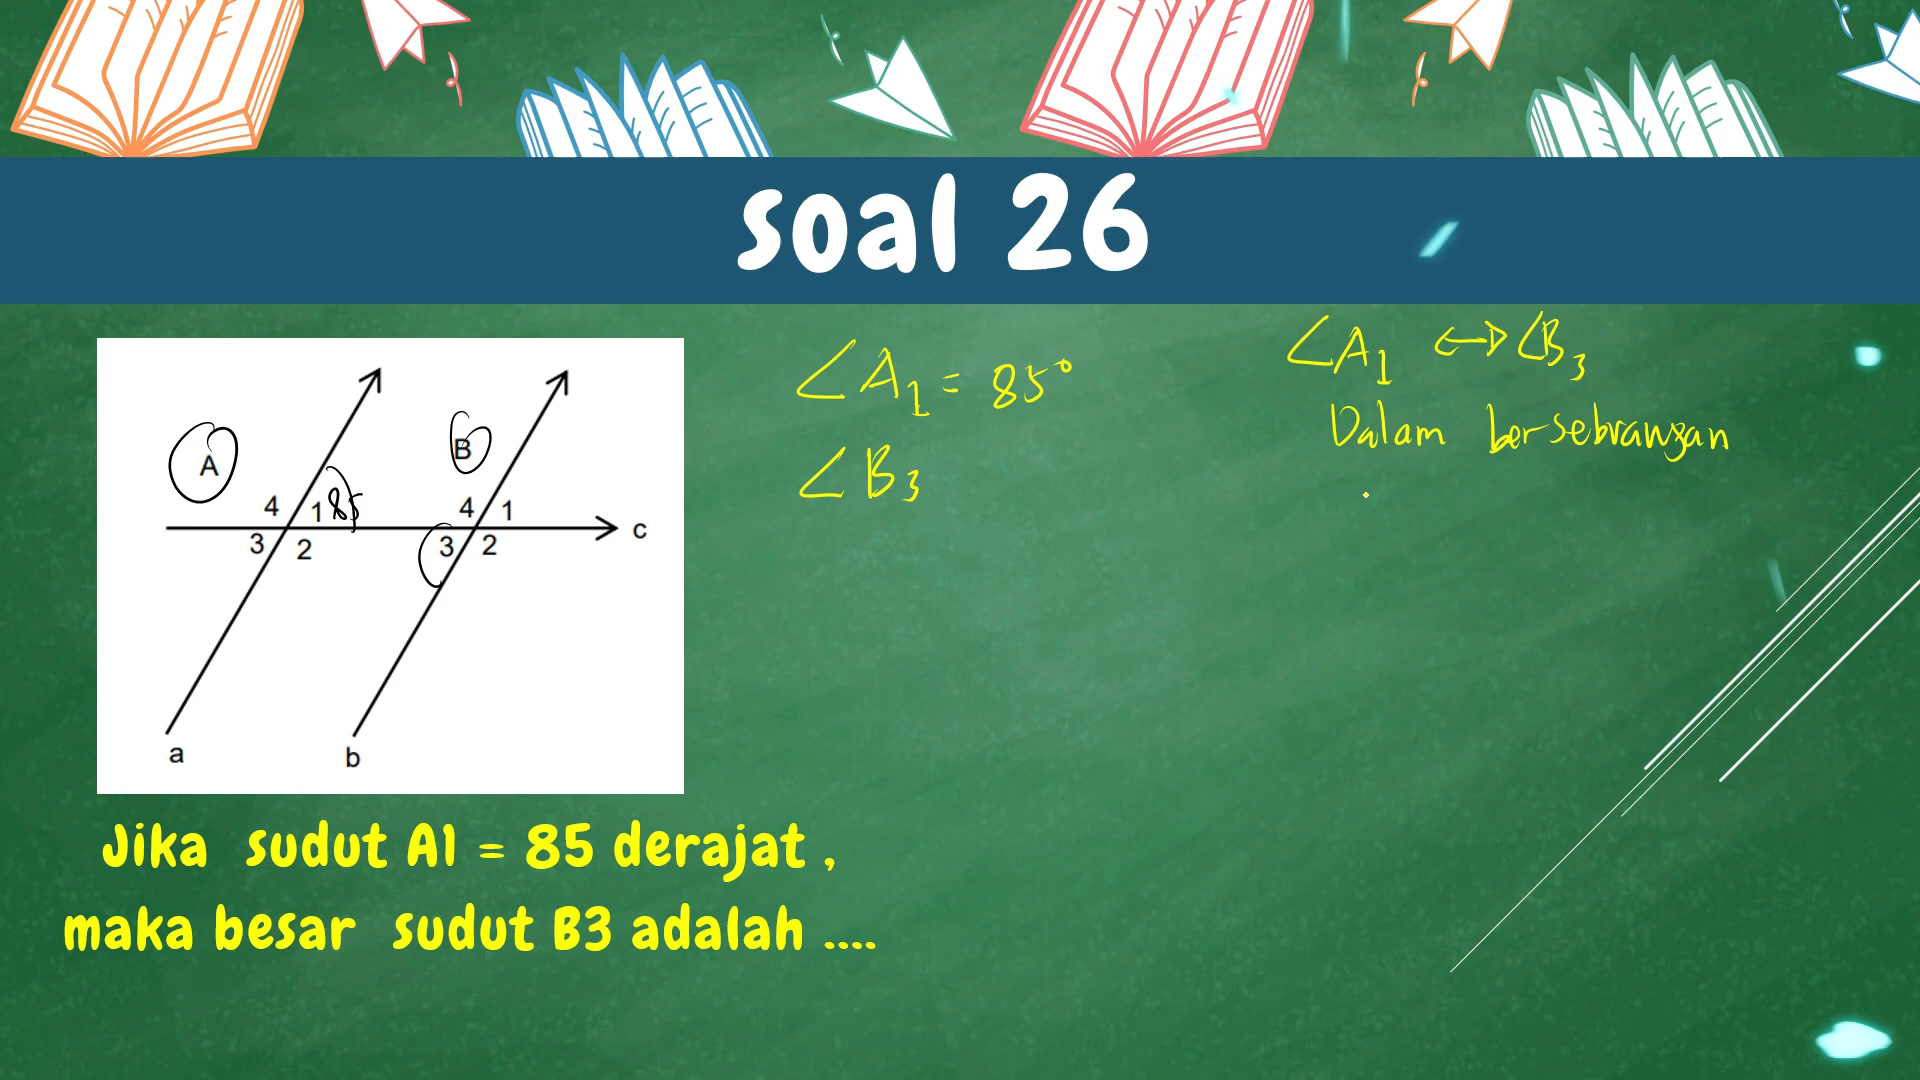 soal 26
A
B
4 1 85
4 1
c
3 2
3 2
a
b
∠A1 = 85°
∠B3
∠A1 ↔ ∠B3
Dalam bersebrangan
Jika sudut A1 = 85 derajat ,
maka besar sudut B3 adalah ....